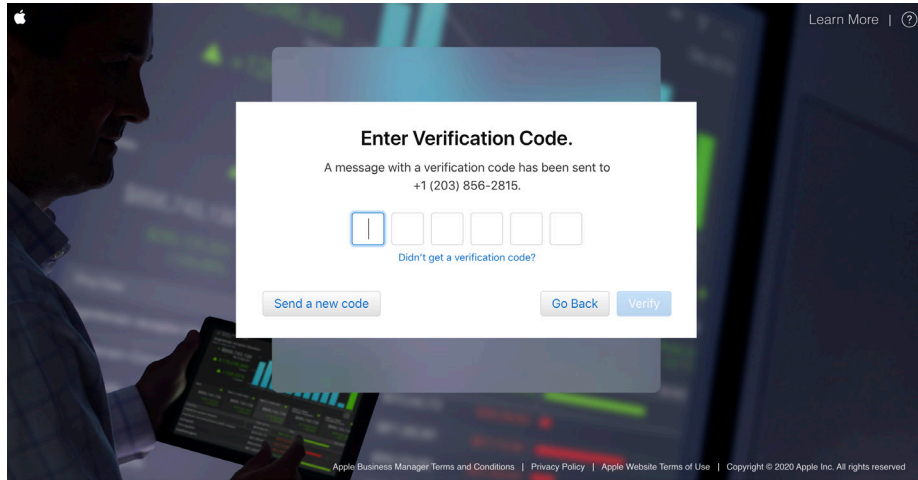 Learn More | ?
Enter Verification Code.
A message with a verification code has been sent to
+1 (203) 856-2815.
Didn't get a verification code?
Send a new code
Go Back
Verify
Apple Business Manager Terms and Conditions | Privacy Policy | Apple Website Terms of Use | Copyright © 2020 Apple Inc. All rights reserved